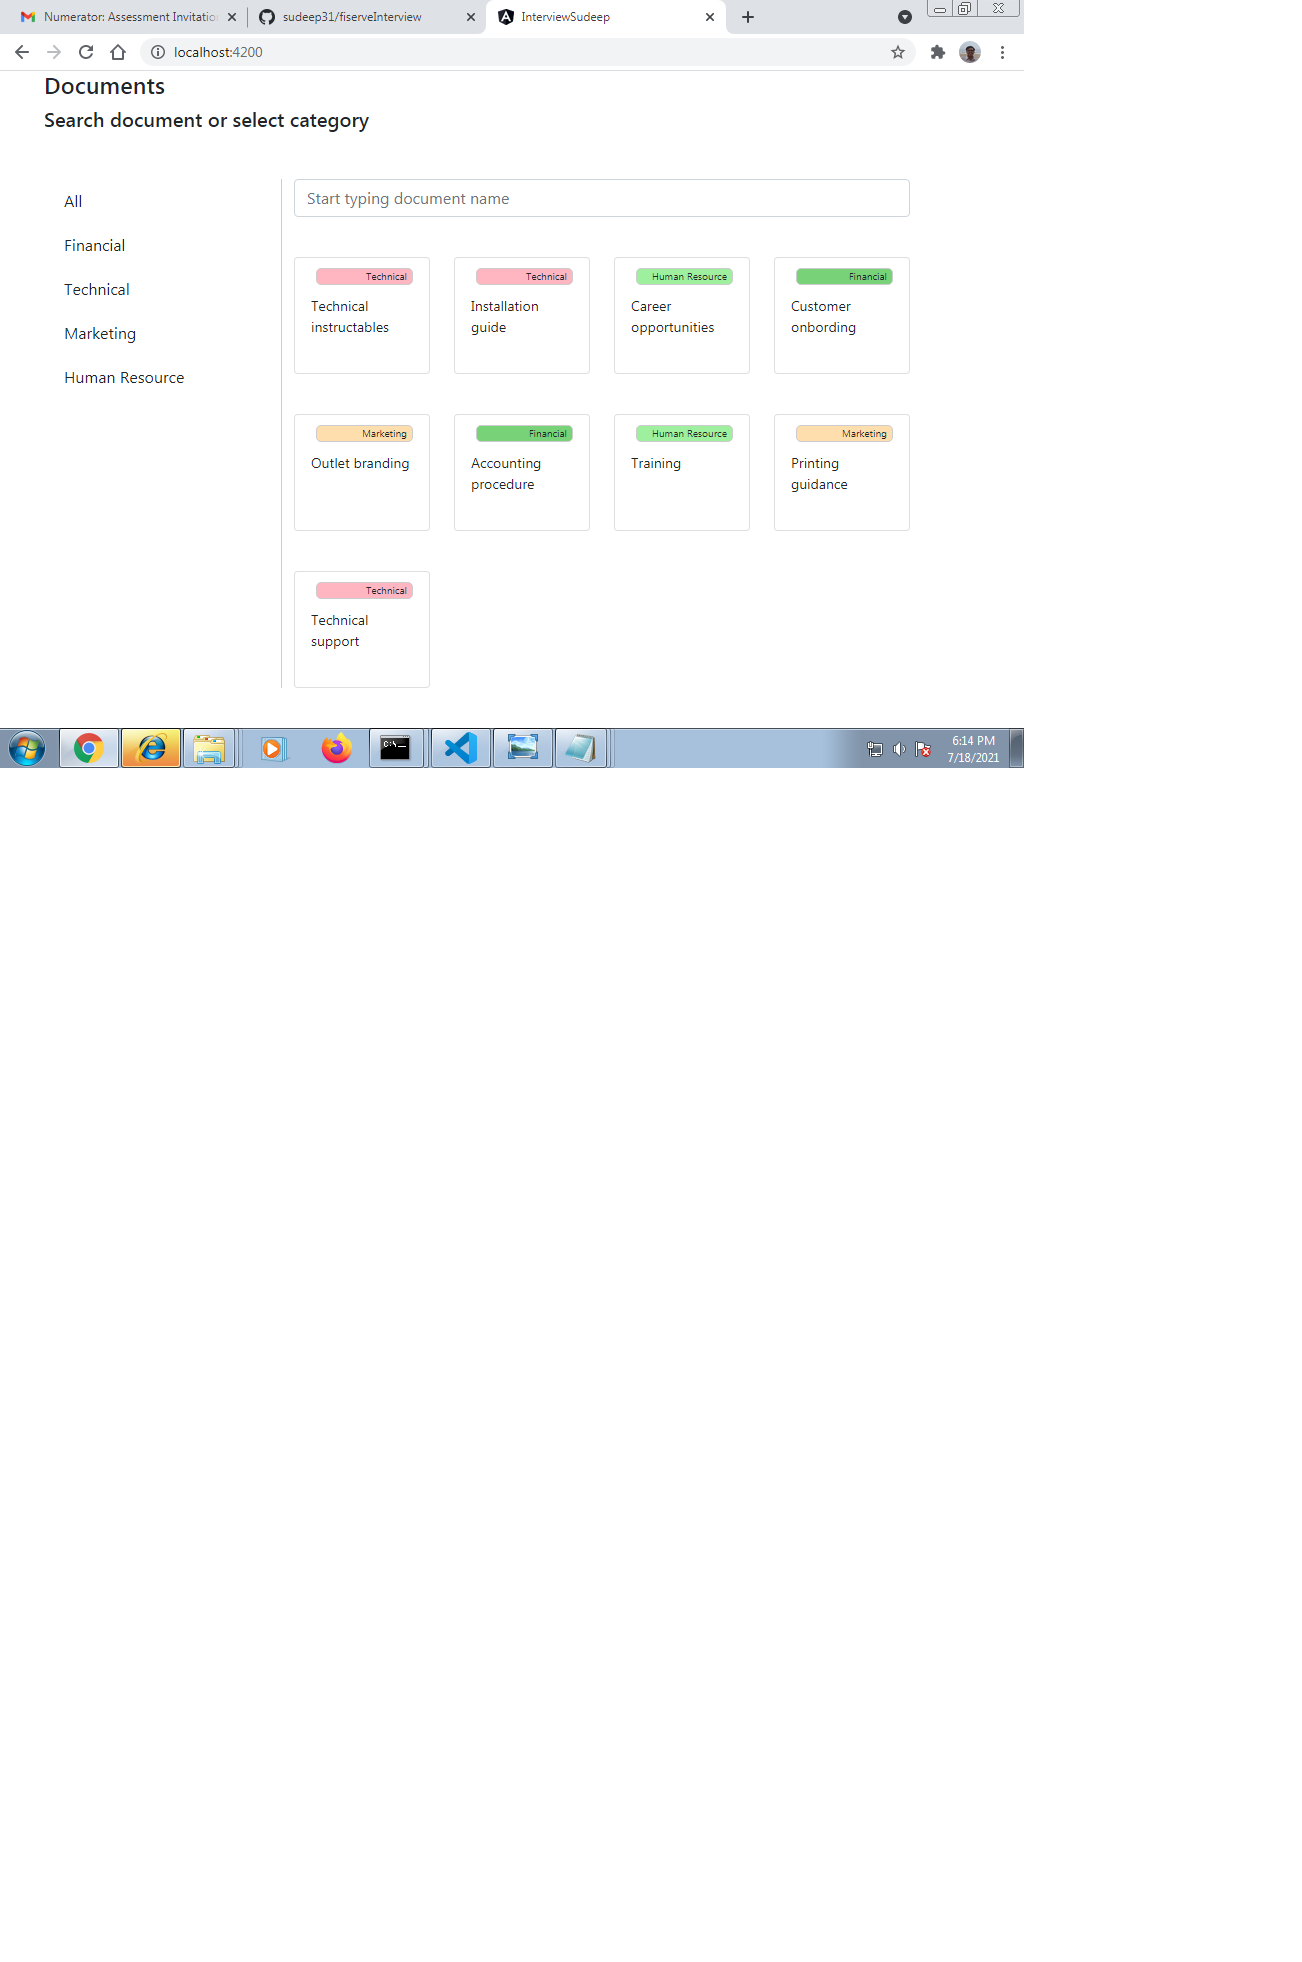 Numerator: Assessment Invitation
sudeep31/fiserveInterview
InterviewSudeep
localhost:4200
Documents
Search document or select category
All
Financial
Technical
Marketing
Human Resource
Start typing document name
Technical
Technical
instructables
Technical
Installation
guide
Human Resource
Career
opportunities
Financial
Customer
onbording
Marketing
Outlet branding
Financial
Accounting
procedure
Human Resource
Training
Marketing
Printing
guidance
Technical
Technical
support
C:\_
6:14 PM
7/18/2021